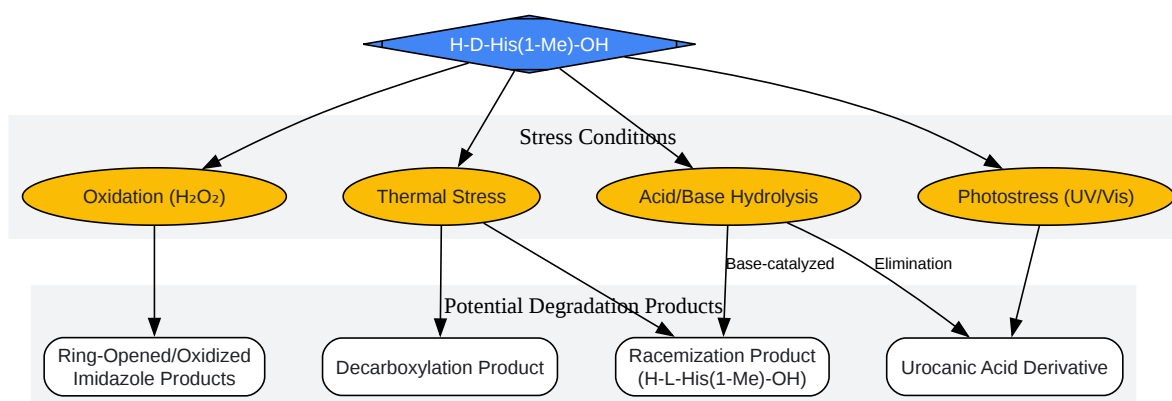 H-D-His(1-Me)-OH
Stress Conditions
Oxidation (H₂O₂)
Thermal Stress
Acid/Base Hydrolysis
Photostress (UV/Vis)
Base-catalyzed
Elimination
Potential Degradation Products
Ring-Opened/Oxidized
Imidazole Products
Decarboxylation Product
Racemization Product
(H-L-His(1-Me)-OH)
Urocanic Acid Derivative